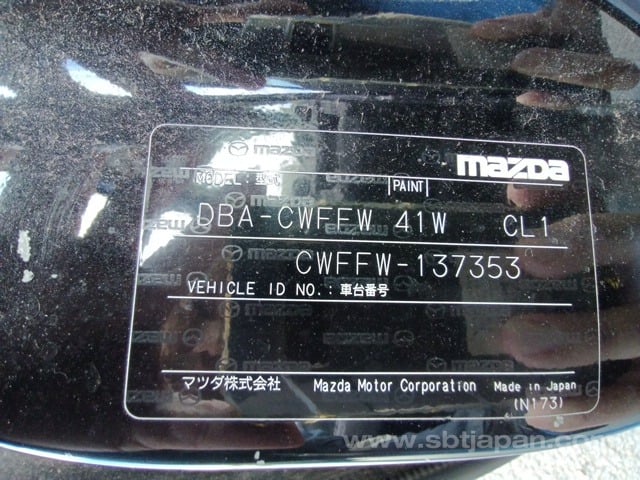 mazda
MODEL: 型式 PAINT
DBA-CWFFW 41W CL1
CWFFW-137353
VEHICLE ID NO.: 車台番号
マツダ株式会社 Mazda Motor Corporation Made in Japan
(N173)
www.sbtjapan.com